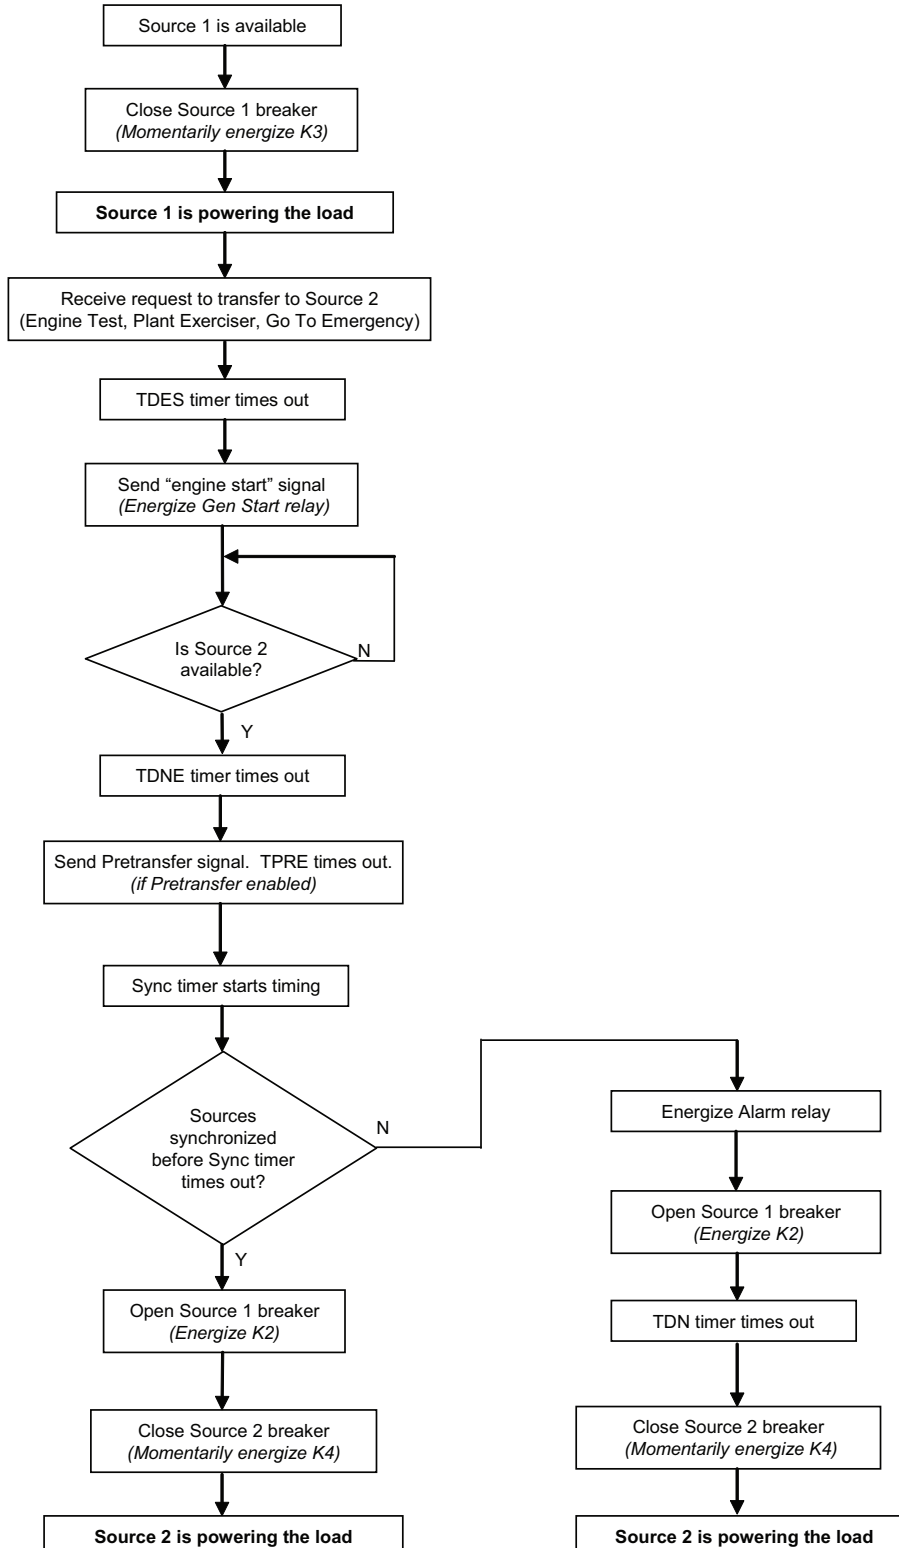 Source 1 is available
Close Source 1 breaker
(Momentarily energize K3)
Source 1 is powering the load
Receive request to transfer to Source 2
(Engine Test, Plant Exerciser, Go To Emergency)
TDES timer times out
Send “engine start” signal
(Energize Gen Start relay)
Is Source 2
available?
N
Y
TDNE timer times out
Send Pretransfer signal.  TPRE times out.
(if Pretransfer enabled)
Sync timer starts timing
Sources
synchronized
before Sync timer
times out?
N
Y
Open Source 1 breaker
(Energize K2)
Close Source 2 breaker
(Momentarily energize K4)
Source 2 is powering the load
Energize Alarm relay
Open Source 1 breaker
(Energize K2)
TDN timer times out
Close Source 2 breaker
(Momentarily energize K4)
Source 2 is powering the load